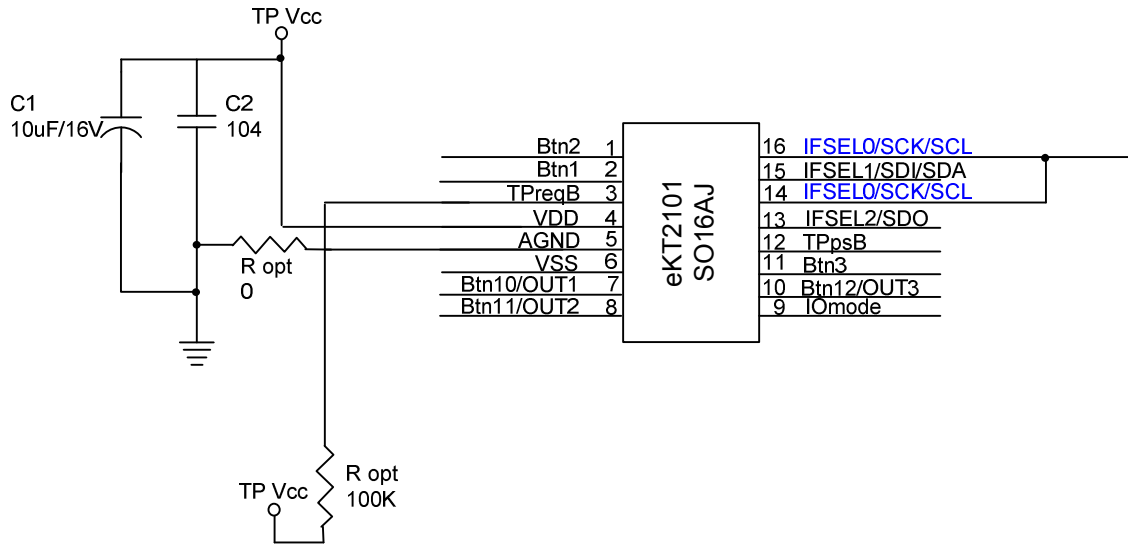 TP Vcc
C1
10uF/16V
C2
104
Btn2 1
Btn1 2
TPreqB 3
VDD 4
AGND 5
VSS 6
Btn10/OUT1 7
Btn11/OUT2 8
eKT2101
SO16AJ
16 IFSEL0/SCK/SCL
15 IFSEL1/SDI/SDA
14 IFSEL0/SCK/SCL
13 IFSEL2/SDO
12 TPpsB
11 Btn3
10 Btn12/OUT3
9 IOmode
R opt
0
R opt
100K
TP Vcc